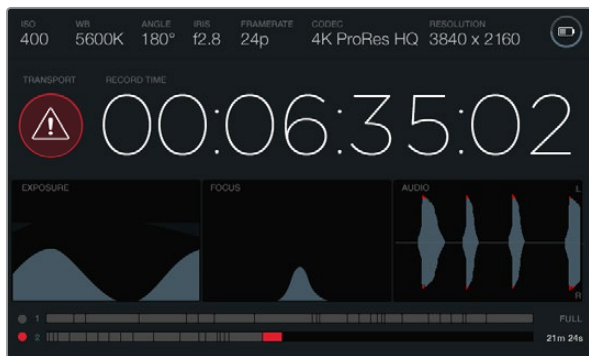 ISO WB ANGLE IRIS FRAMERATE CODEC RESOLUTION
400 5600K 180° f2.8 24p 4K ProRes HQ 3840 x 2160
TRANSPORT RECORD TIME
00:06:35:02
EXPOSURE FOCUS AUDIO L
R
1 FULL
2 21m 24s